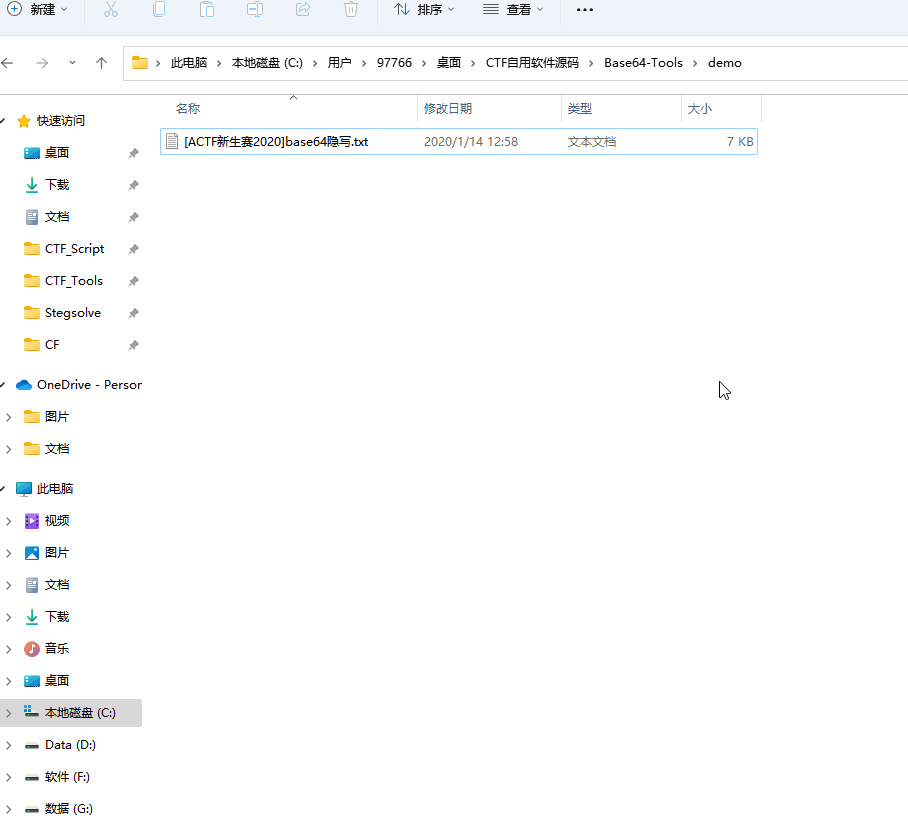 新建 排序 查看
此电脑 本地磁盘 (C:) 用户 97766 桌面 CTF自用软件源码 Base64-Tools demo
名称 修改日期 类型 大小
[ACTF新生赛2020]base64隐写.txt 2020/1/14 12:58 文本文档 7 KB
快速访问
桌面
下载
文档
CTF_Script
CTF_Tools
Stegsolve
CF
OneDrive - Person
图片
文档
此电脑
视频
图片
文档
下载
音乐
桌面
本地磁盘 (C:)
Data (D:)
软件 (F:)
数据 (G:)